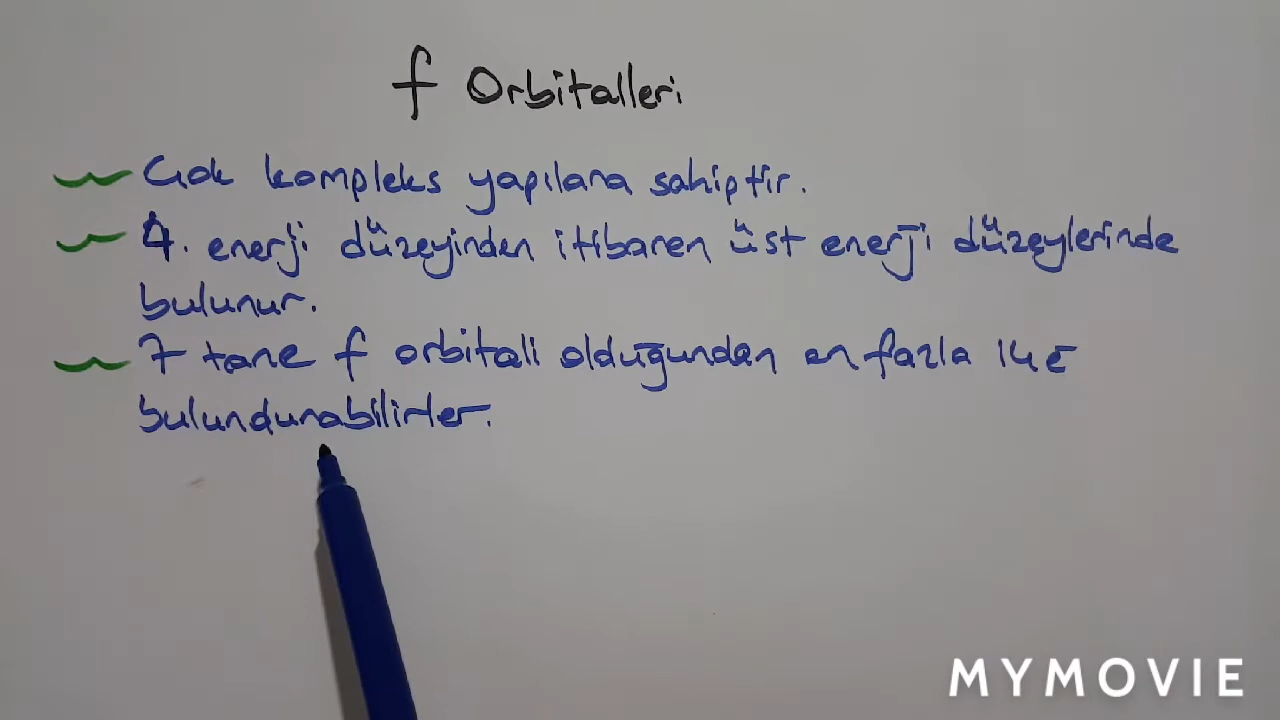 f Orbitalleri
Çok kompleks yapılara sahiptir.
4. enerji düzeyinden itibaren üst enerji düzeylerinde
bulunur.
7 tane f orbitali olduğundan en fazla 14 e
bulundurabilirler.
MYMOVIE